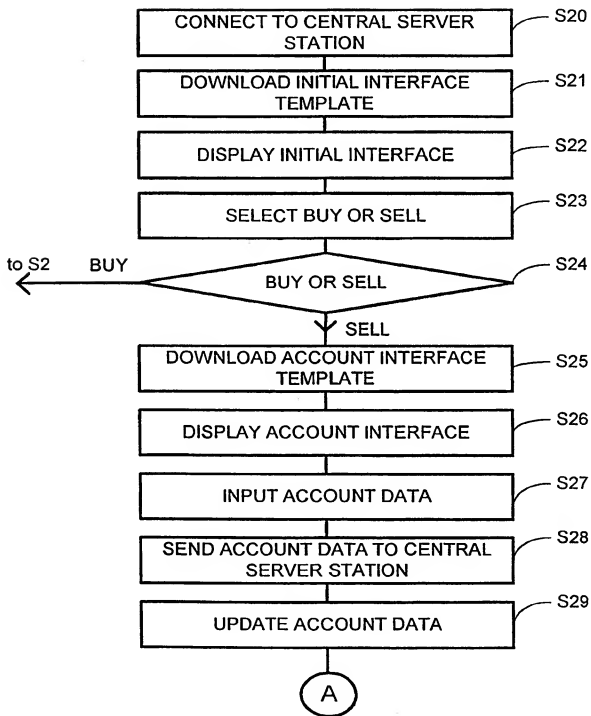 CONNECT TO CENTRAL SERVER
STATION
S20
DOWNLOAD INITIAL INTERFACE
TEMPLATE
S21
DISPLAY INITIAL INTERFACE
S22
SELECT BUY OR SELL
S23
to S2
BUY
BUY OR SELL
S24
SELL
DOWNLOAD ACCOUNT INTERFACE
TEMPLATE
S25
DISPLAY ACCOUNT INTERFACE
S26
INPUT ACCOUNT DATA
S27
SEND ACCOUNT DATA TO CENTRAL
SERVER STATION
S28
UPDATE ACCOUNT DATA
S29
A